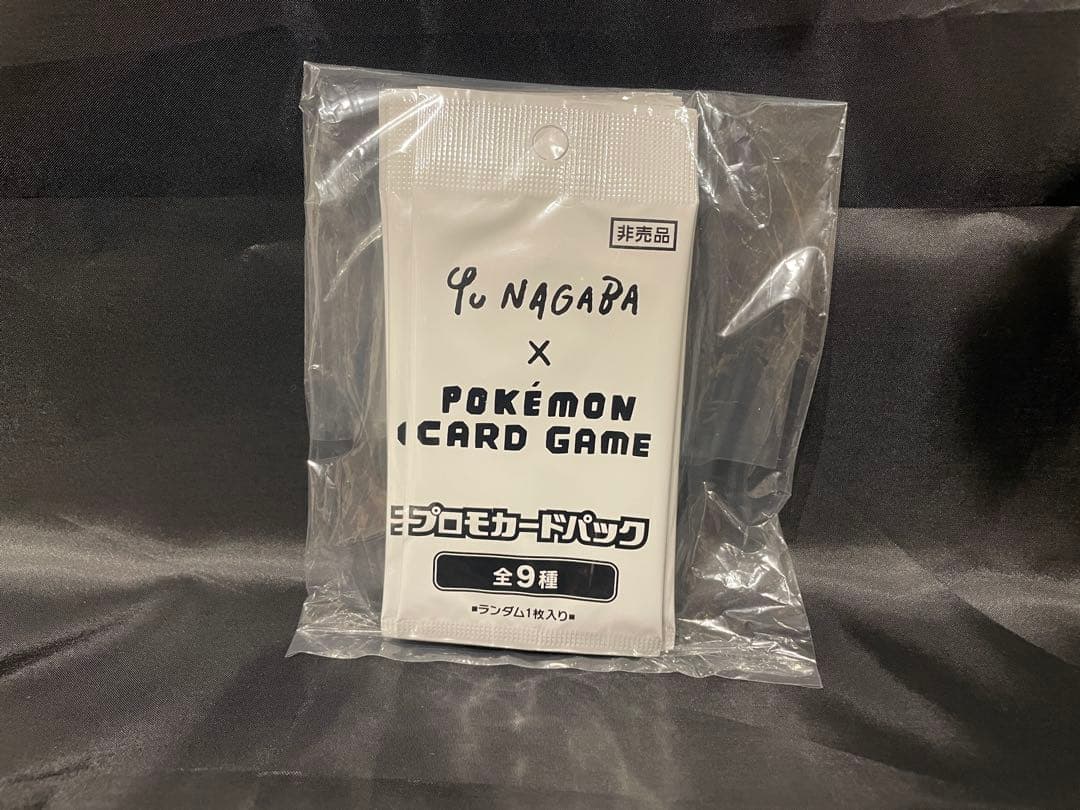 非売品
Yu NAGABA
×
POKÉMON
CARD GAME
プロモカードパック
全9種
■ランダム1枚入り■